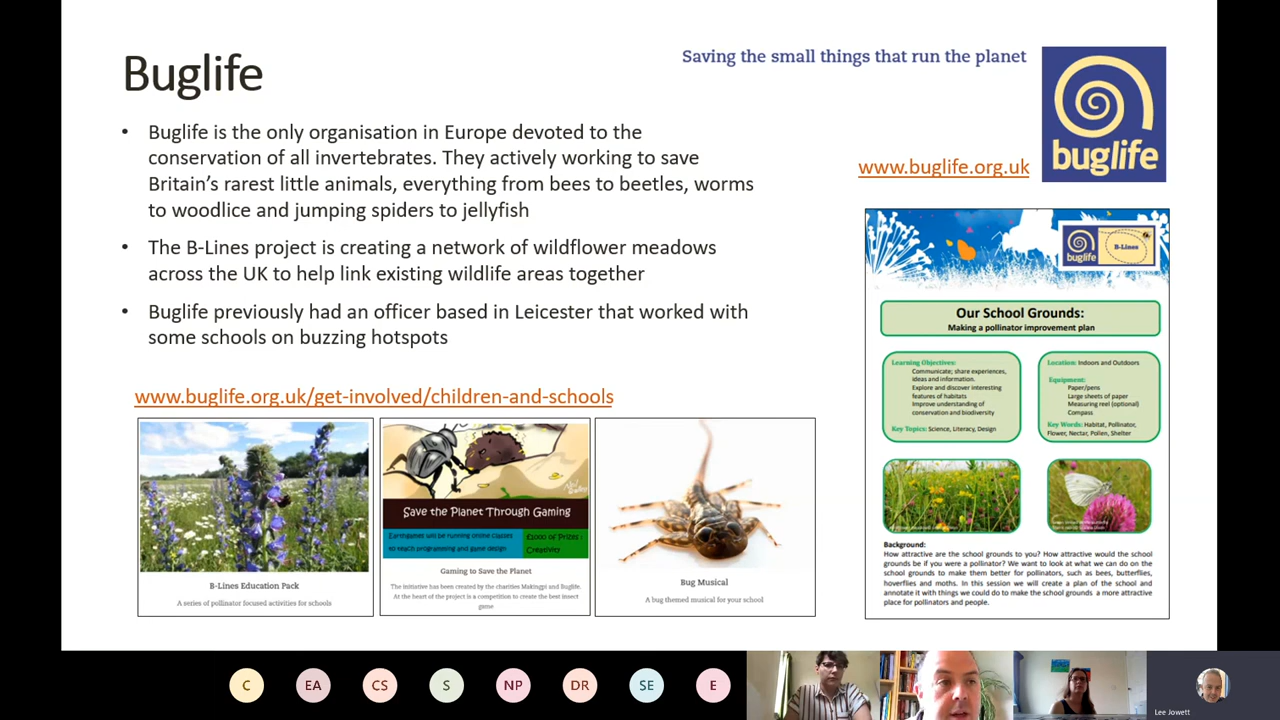 Buglife
Saving the small things that run the planet
buglife
www.buglife.org.uk
• Buglife is the only organisation in Europe devoted to the
conservation of all invertebrates. They actively working to save
Britain's rarest little animals, everything from bees to beetles, worms
to woodlice and jumping spiders to jellyfish
• The B-Lines project is creating a network of wildflower meadows
across the UK to help link existing wildlife areas together
• Buglife previously had an officer based in Leicester that worked with
some schools on buzzing hotspots
www.buglife.org.uk/get-involved/children-and-schools
B-Lines Education Pack
A series of pollinator focused activities for schools
Save the Planet Through Gaming
Earthgames will be running online classes
to teach programming and game design
£1000 of Prizes
Creativity
Gaming to Save the Planet
The initiative has been created by the charities Makingpi and Buglife.
At the heart of the project is a competition to create the best insect
game
Bug Musical
A bug themed musical for your school
buglife
B-Lines
Our School Grounds:
Making a pollinator improvement plan
Learning Objectives:
Communicate; share experiences,
ideas and information.
Explore and discover interesting
features of habitats
Improve understanding of
conservation and biodiversity
Key Topics: Science, Literacy, Design
Location: Indoors and Outdoors
Equipment:
Paper/pens
Large sheets of paper
Measuring reel (optional)
Compass
Key Words: Habitat, Pollinator,
Flower, Nectar, Pollen, Shelter
Background:
How attractive are the school grounds to you? How attractive would the school
grounds be if you were a pollinator? We want to look at what we can do on the
school grounds to make them better for pollinators, such as bees, butterflies,
hoverflies and moths. In this session we will create a plan of the school and
annotate it with things we could do to make the school grounds a more attractive
place for pollinators and people.
C
EA
CS
S
NP
DR
SE
E
Lee Jowett